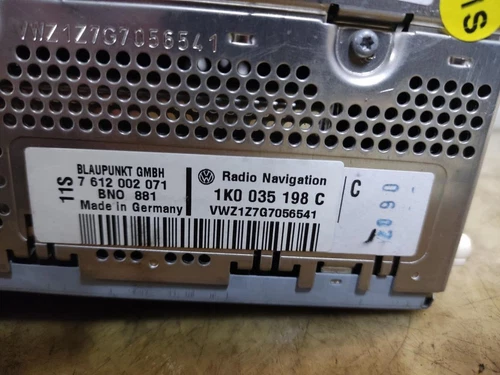 VWZ1Z7G7056541
SI
11S
BLAUPUNKT GMBH
7 612 002 071
BNO 881
Made in Germany
Radio Navigation
1K0 035 198 C
VWZ1Z7G7056541
C
0602